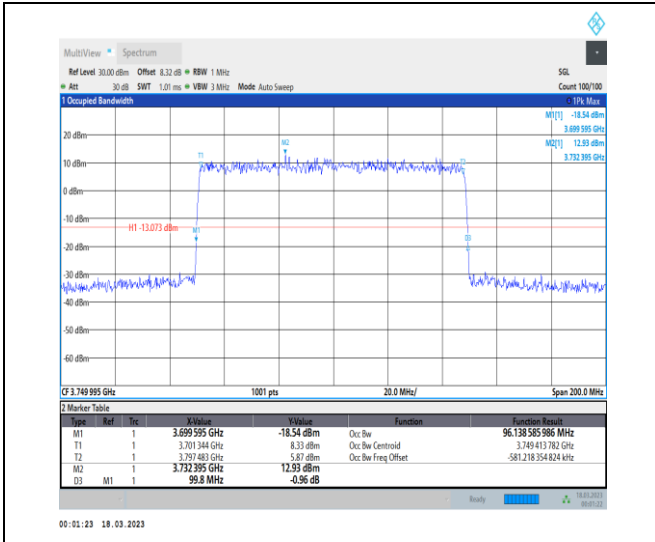 MultiView Spectrum
Ref Level 30.00 dBm Offset 8.32 dB RBW 1 MHz SGL
Att 30 dB SWT 1.01 ms VBW 3 MHz Mode Auto Sweep Count 100/100
1 Occupied Bandwidth 1Pk Max
M1[1] -18.54 dBm
3.699 595 GHz
M2[1] 12.93 dBm
3.732 395 GHz
20 dBm
M2
T1
10 dBm
0 dBm
-10 dBm
H1 -13.073 dBm
M1
D3
-20 dBm
-30 dBm
-40 dBm
-50 dBm
-60 dBm
CF 3.749 995 GHz 1001 pts 20.0 MHz/ Span 200.0 MHz
2 Marker Table
Type Ref Trc X-Value Y-Value Function Function Result
M1 1 3.699 595 GHz -18.54 dBm Occ Bw 96.138 585 986 MHz
T1 1 3.701 344 GHz 8.33 dBm Occ Bw Centroid 3.749 413 782 GHz
T2 1 3.797 483 GHz 5.87 dBm Occ Bw Freq Offset -581.218 354 824 kHz
M2 1 3.732 395 GHz 12.93 dBm
D3 M1 1 99.8 MHz -0.96 dB
Ready 18.03.2023
00:01:22
00:01:23 18.03.2023